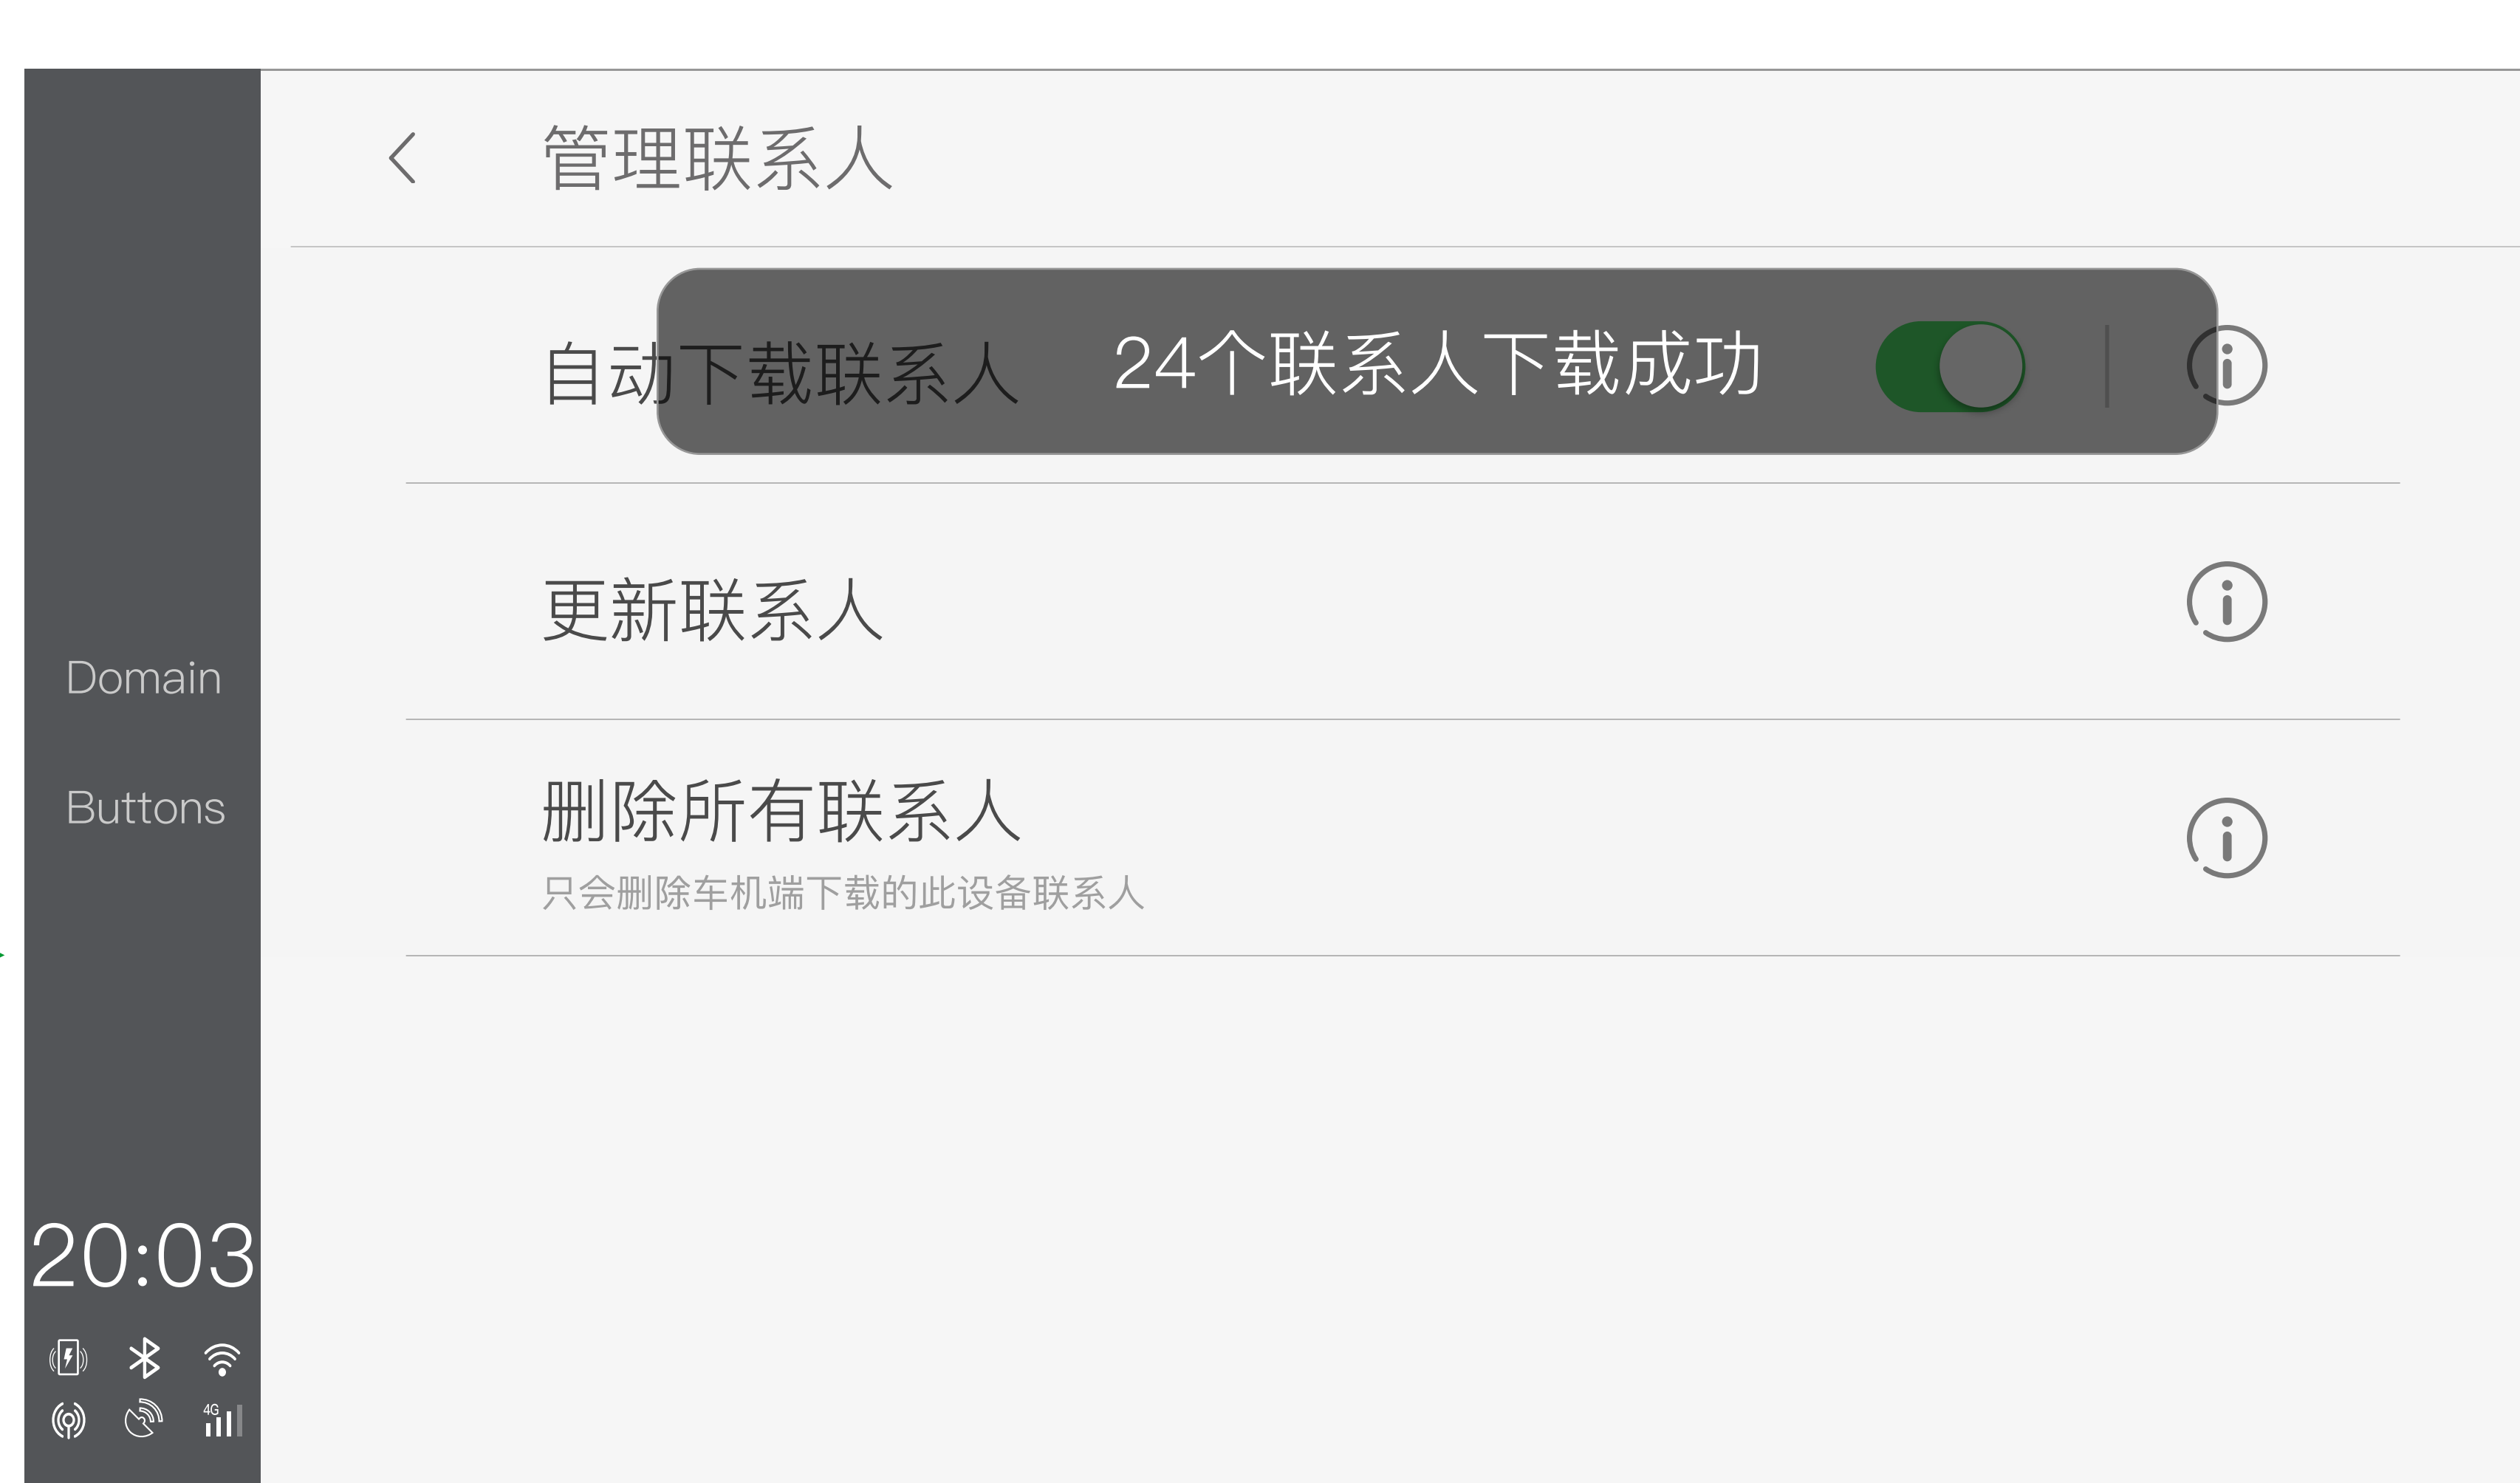 管理联系人
自动下载联系人
24个联系人下载成功
更新联系人
Domain
删除所有联系人
Buttons
只会删除车机端下载的此设备联系人
20:03
4G